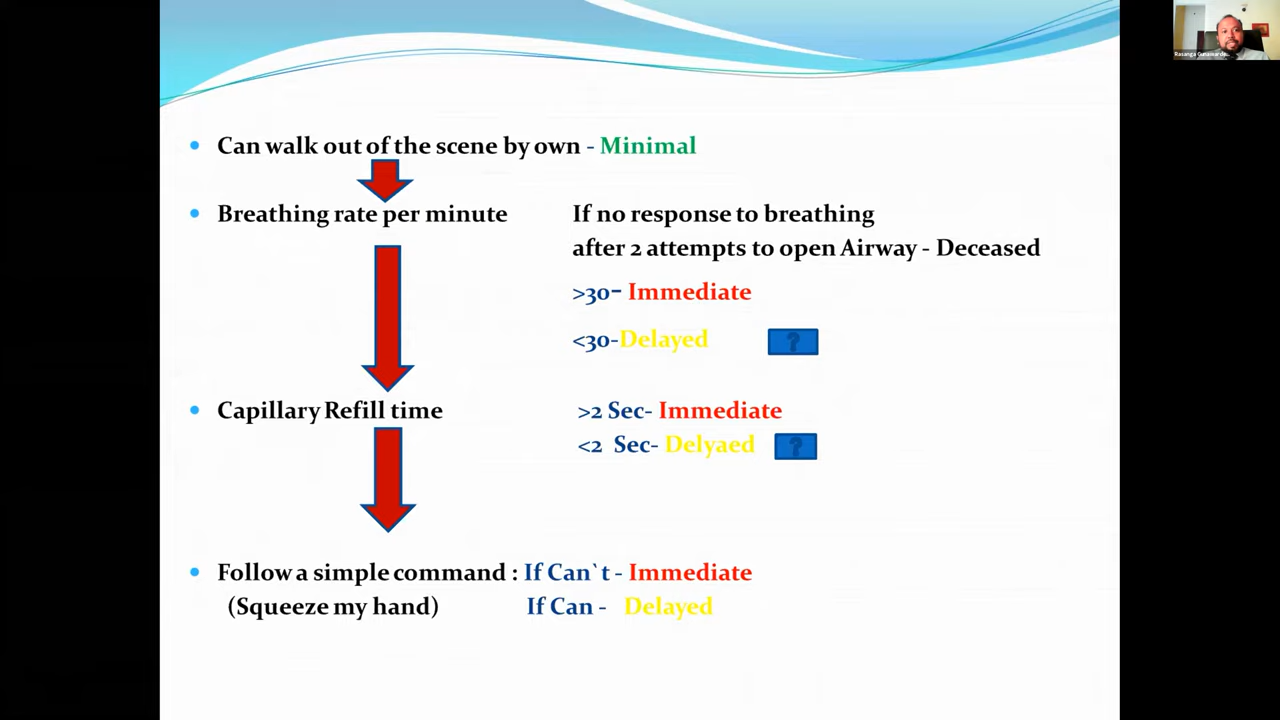 Can walk out of the scene by own - Minimal
Breathing rate per minute
If no response to breathing
after 2 attempts to open Airway - Deceased
>30- Immediate
<30-Delayed
?
Capillary Refill time
>2 Sec- Immediate
<2 Sec- Delyaed
?
Follow a simple command : If Can`t - Immediate
(Squeeze my hand) If Can - Delayed